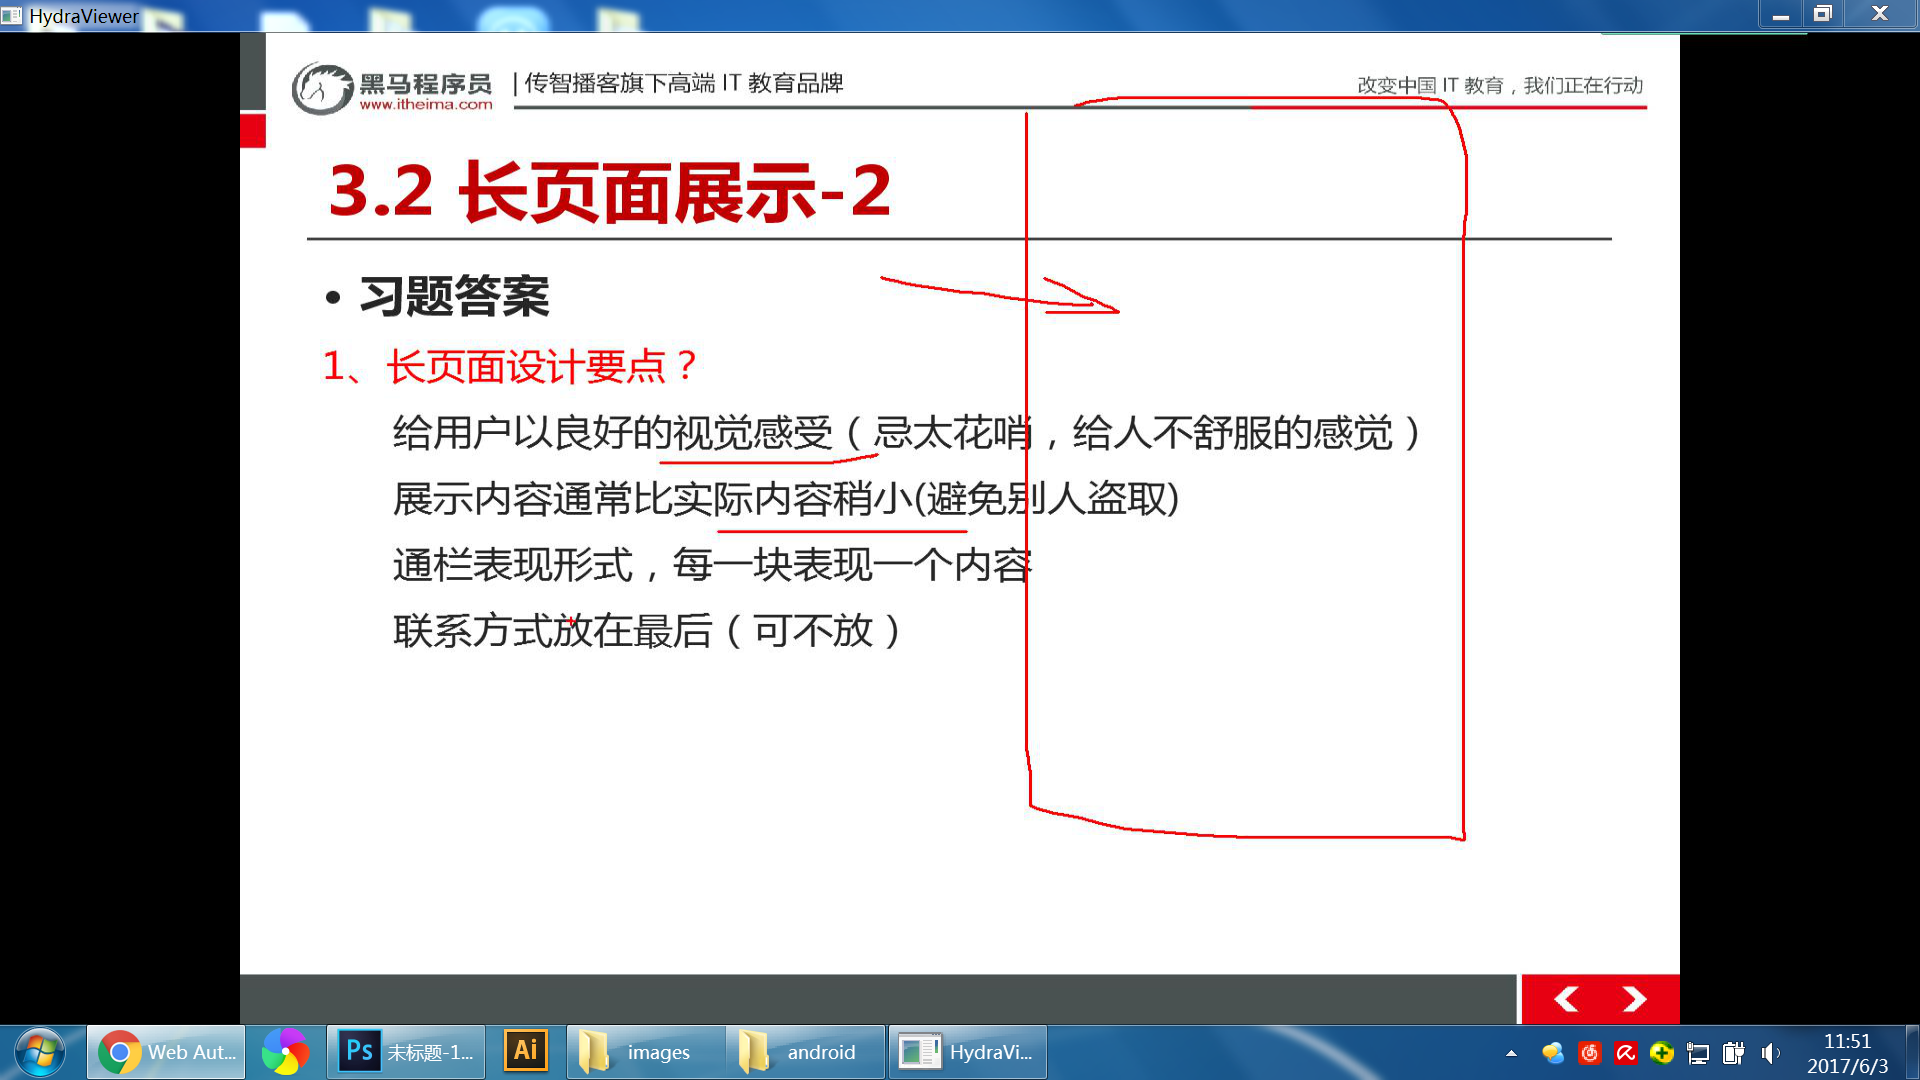 HydraViewer
黑马程序员
www.itheima.com
|传智播客旗下高端 IT 教育品牌
改变中国 IT 教育，我们正在行动
3.2 长页面展示-2
• 习题答案
1、长页面设计要点？
给用户以良好的视觉感受（忌太花哨，给人不舒服的感觉）
展示内容通常比实际内容稍小(避免别人盗取)
通栏表现形式，每一块表现一个内容
联系方式放在最后（可不放）
Web Aut...
Ps
未标题-1...
Ai
images
android
HydraVi...
11:51
2017/6/3